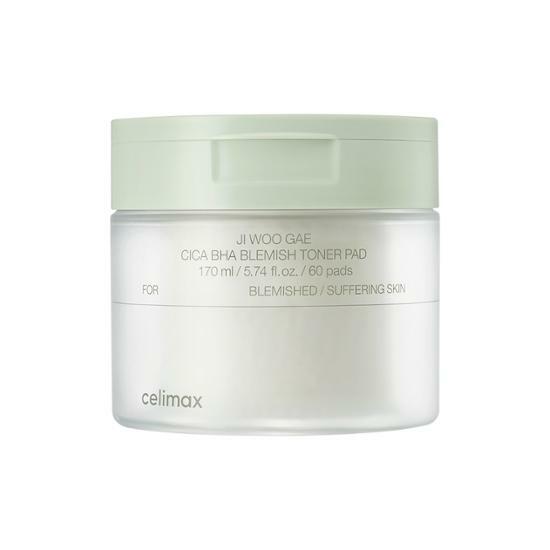 JI WOO GAE
CICA BHA BLEMISH TONER PAD
170 ml / 5.74 fl.oz. / 60 pads
FOR BLEMISHED / SUFFERING SKIN
celimax